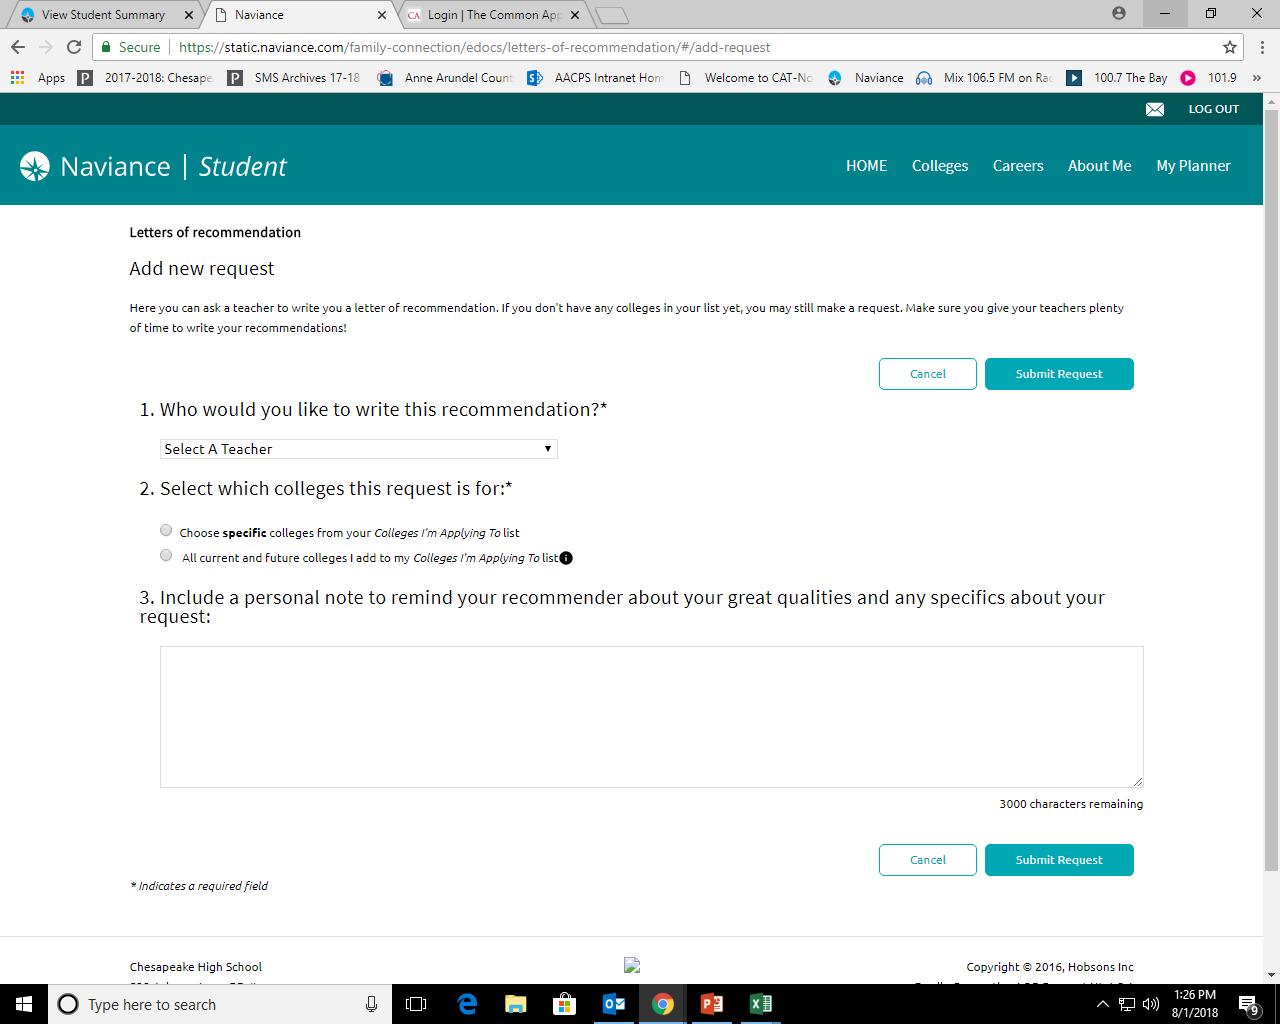 View Student Summary
Naviance
Login | The Common App
Secure
https://static.naviance.com/family-connection/edocs/letters-of-recommendation/#/add-request
Apps
2017-2018: Chesape
SMS Archives 17-18
Anne Arundel Count
AACPS Intranet Hom
Welcome to CAT-No
Naviance
Mix 106.5 FM on Rad
100.7 The Bay
101.9
LOG OUT
Naviance | Student
HOME
Colleges
Careers
About Me
My Planner
Letters of recommendation
Add new request
Here you can ask a teacher to write you a letter of recommendation. If you don't have any colleges in your list yet, you may still make a request. Make sure you give your teachers plenty
of time to write your recommendations!
Cancel
Submit Request
1. Who would you like to write this recommendation?*
Select A Teacher
2. Select which colleges this request is for:*
Choose specific colleges from your Colleges I'm Applying To list
All current and future colleges I add to my Colleges I'm Applying To list
3. Include a personal note to remind your recommender about your great qualities and any specifics about your
request:
3000 characters remaining
Cancel
Submit Request
* Indicates a required field
Chesapeake High School
Copyright © 2016, Hobsons Inc
Type here to search
1:26 PM
8/1/2018
9